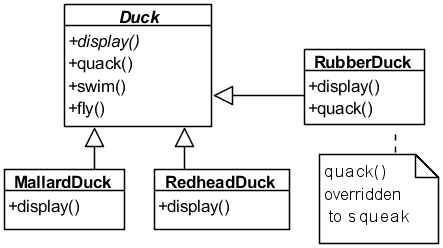 Duck
+display()
+quack()
+swim()
+fly()
RubberDuck
+display()
+quack()
MallardDuck
+display()
RedheadDuck
+display()
quack()
overridden
to squeak